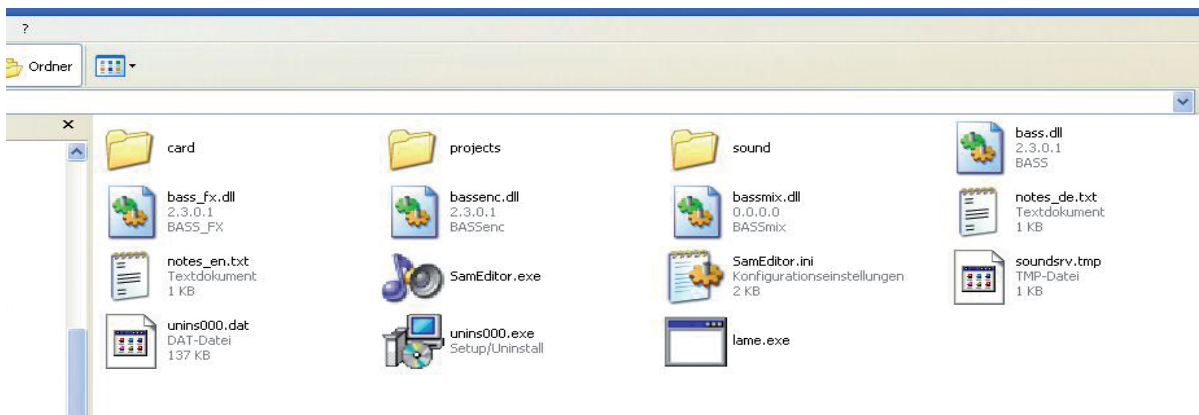 ?
Ordner
card
projects
sound
bass.dll
2.3.0.1
BASS
bass_fx.dll
2.3.0.1
BASS_FX
bassenc.dll
2.3.0.1
BASSenc
bassmix.dll
0.0.0.0
BASSmix
notes_de.txt
Textdokument
1 KB
notes_en.txt
Textdokument
1 KB
SamEditor.exe
SamEditor.ini
Konfigurationseinstellungen
2 KB
soundsrv.tmp
TMP-Datei
1 KB
unins000.dat
DAT-Datei
137 KB
unins000.exe
Setup/Uninstall
lame.exe